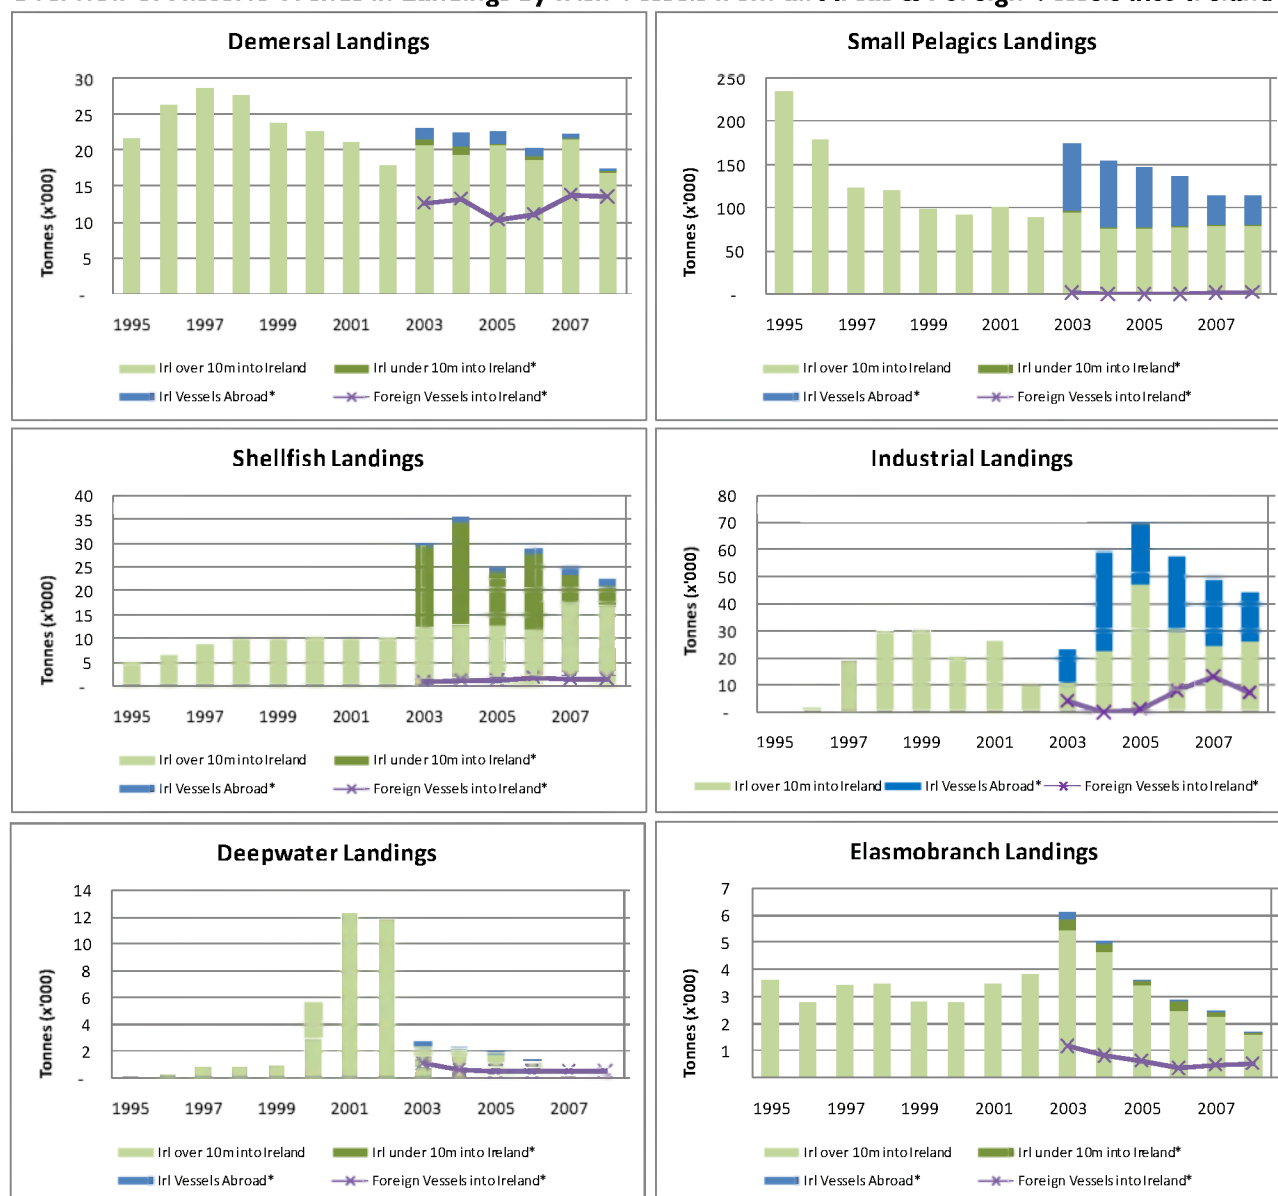 Demersal Landings
30
25
20
15
10
5
-
Tonnes (x'000)
1995 1997 1999 2001 2003 2005 2007
Irl over 10m into Ireland Irl under 10m into Ireland*
Irl Vessels Abroad* Foreign Vessels into Ireland*
Small Pelagics Landings
250
200
150
100
50
-
Tonnes (x'000)
1995 1997 1999 2001 2003 2005 2007
Irl over 10m into Ireland Irl under 10m into Ireland*
Irl Vessels Abroad* Foreign Vessels into Ireland*
Shellfish Landings
40
35
30
25
20
15
10
5
-
Tonnes (x'000)
1995 1997 1999 2001 2003 2005 2007
Irl over 10m into Ireland Irl under 10m into Ireland*
Irl Vessels Abroad* Foreign Vessels into Ireland*
Industrial Landings
80
70
60
50
40
30
20
10
-
Tonnes (x'000)
1995 1997 1999 2001 2003 2005 2007
Irl over 10m into Ireland Irl Vessels Abroad* Foreign Vessels into Ireland*
Deepwater Landings
14
12
10
8
6
4
2
-
Tonnes (x'000)
1995 1997 1999 2001 2003 2005 2007
Irl over 10m into Ireland Irl under 10m into Ireland*
Irl Vessels Abroad* Foreign Vessels into Ireland*
Elasmobranch Landings
7
6
5
4
3
2
1
Tonnes (x'000)
1995 1997 1999 2001 2003 2005 2007
Irl over 10m into Ireland Irl under 10m into Ireland*
Irl Vessels Abroad* Foreign Vessels into Ireland*